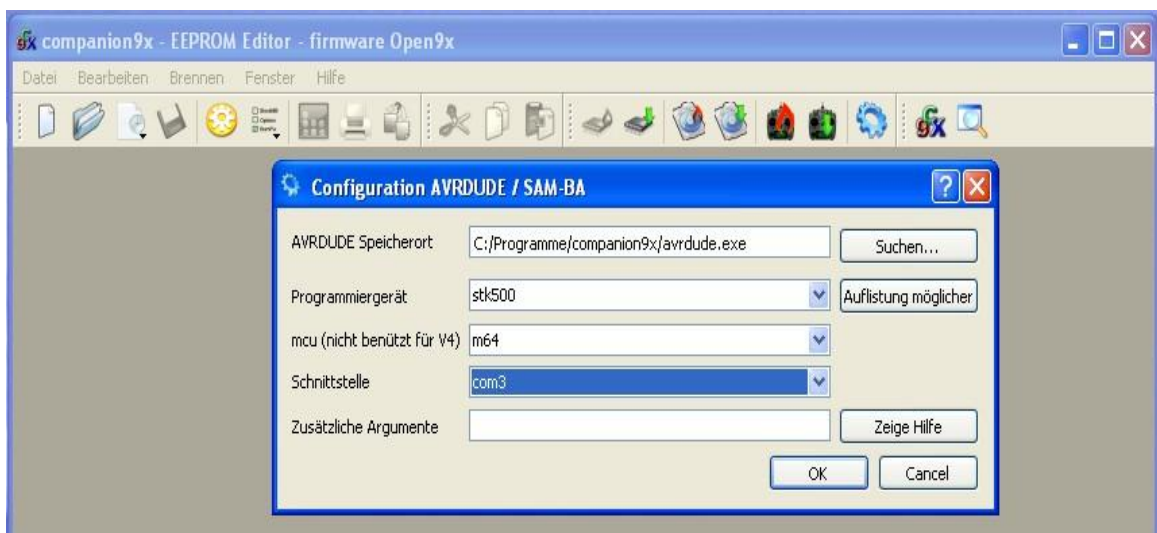 companion9x - EEPROM Editor - firmware Open9x
Datei Bearbeiten Brennen Fenster Hilfe
9x
Configuration AVRDUDE / SAM-BA
AVRDUDE Speicherort C:/Programme/companion9x/avrdude.exe Suchen...
Programmiergerät stk500 Auflistung möglicher
mcu (nicht benützt für V4) m64
Schnittstelle com3
Zusätzliche Argumente Zeige Hilfe
OK Cancel